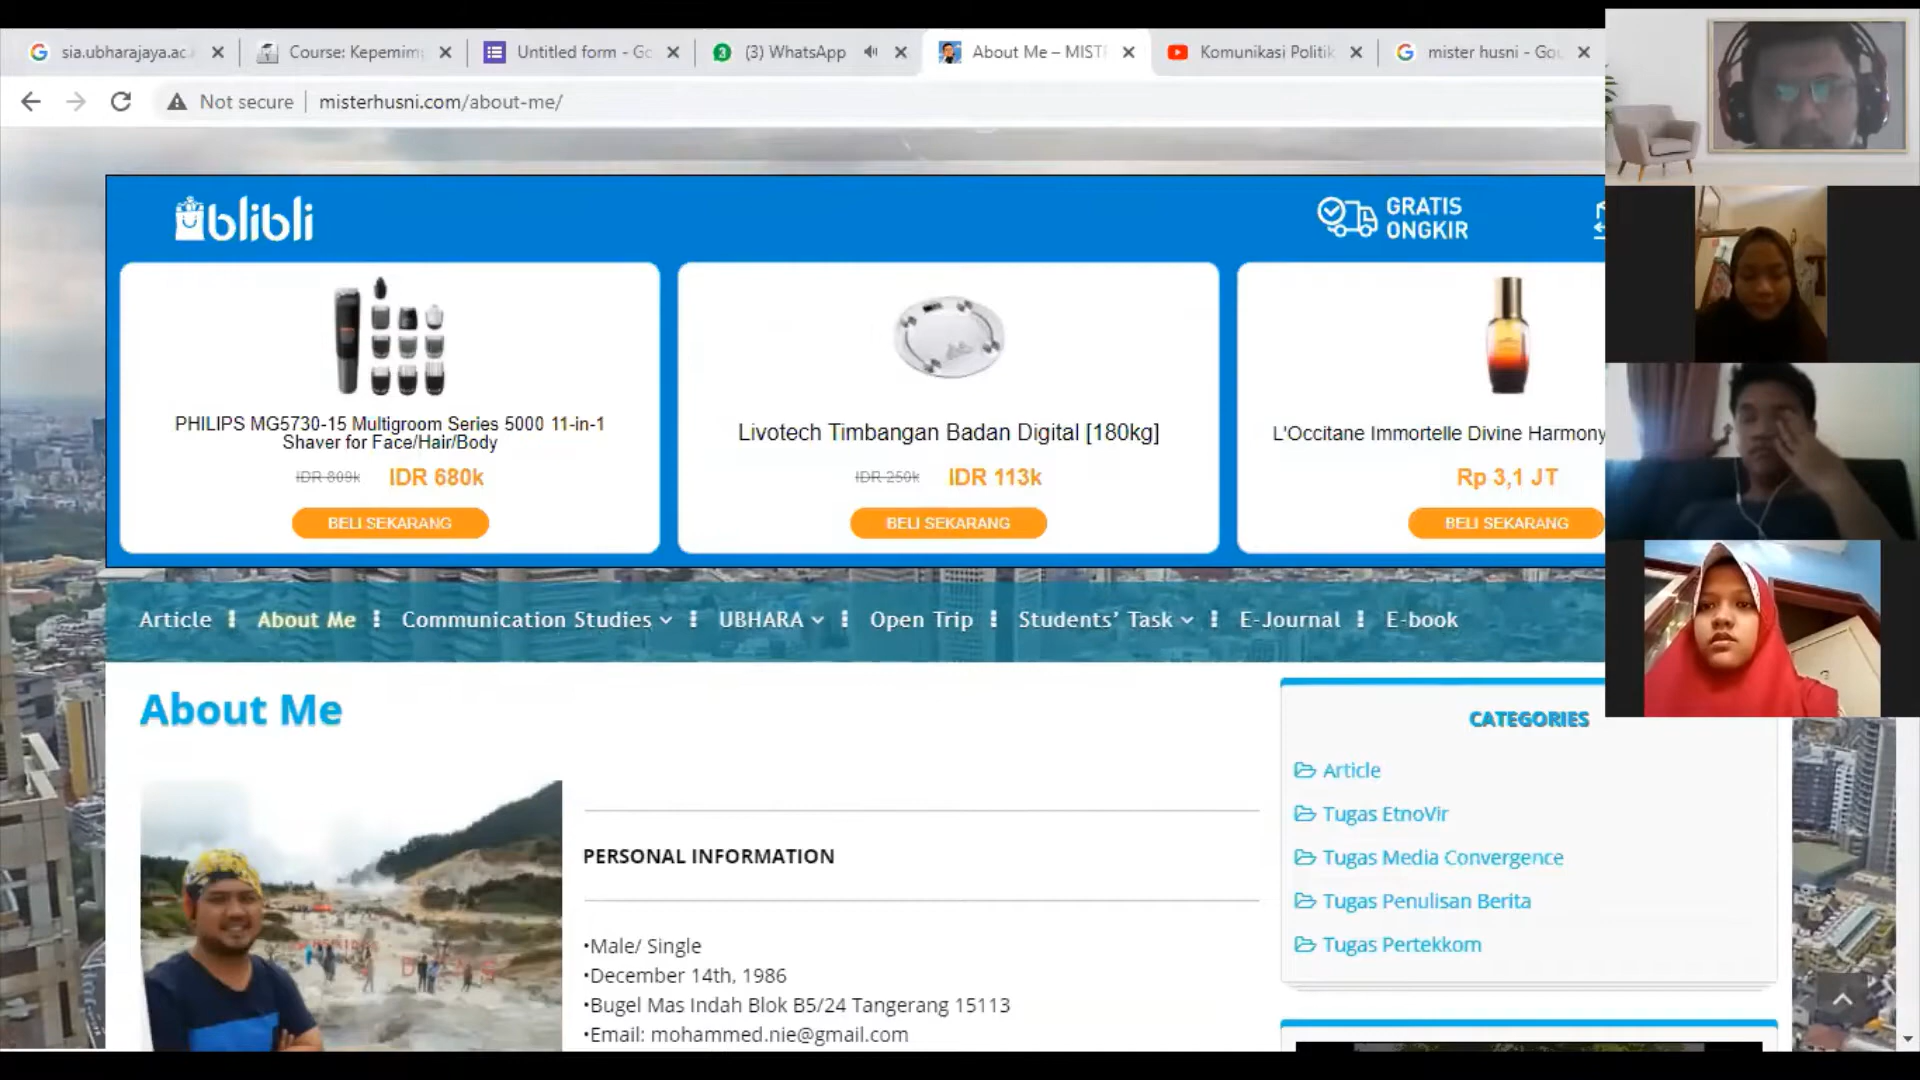 sia.ubharajaya.ac.
Course: Kepemim
Untitled form - Go
(3) WhatsApp
About Me – MIST
Komunikasi Politik
mister husni - Goo
Not secure
misterhusni.com/about-me/
blibli
GRATIS
ONGKIR
PHILIPS MG5730-15 Multigroom Series 5000 11-in-1
Shaver for Face/Hair/Body
IDR 809k IDR 680k
BELI SEKARANG
Livotech Timbangan Badan Digital [180kg]
IDR 250k IDR 113k
BELI SEKARANG
L'Occitane Immortelle Divine Harmony
Rp 3,1 JT
BELI SEKARANG
Article
About Me
Communication Studies
UBHARA
Open Trip
Students’ Task
E-Journal
E-book
About Me
PERSONAL INFORMATION
•Male/ Single
•December 14th, 1986
•Bugel Mas Indah Blok B5/24 Tangerang 15113
•Email: mohammed.nie@gmail.com
CATEGORIES
Article
Tugas EtnoVir
Tugas Media Convergence
Tugas Penulisan Berita
Tugas Pertekkom